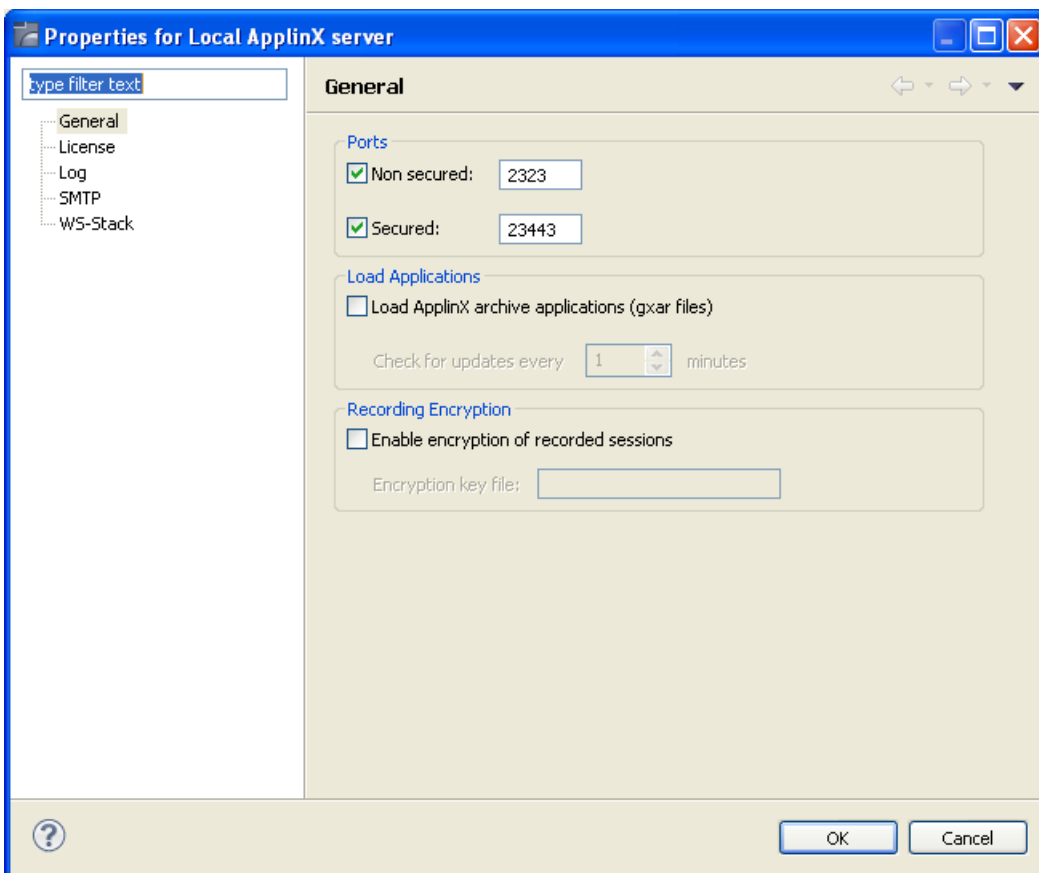 Properties for Local ApplinX server
type filter text
General
License
Log
SMTP
WS-Stack
General
Ports
Non secured: 2323
Secured: 23443
Load Applications
Load ApplinX archive applications (gxar files)
Check for updates every 1 minutes
Recording Encryption
Enable encryption of recorded sessions
Encryption key file:
?
OK Cancel